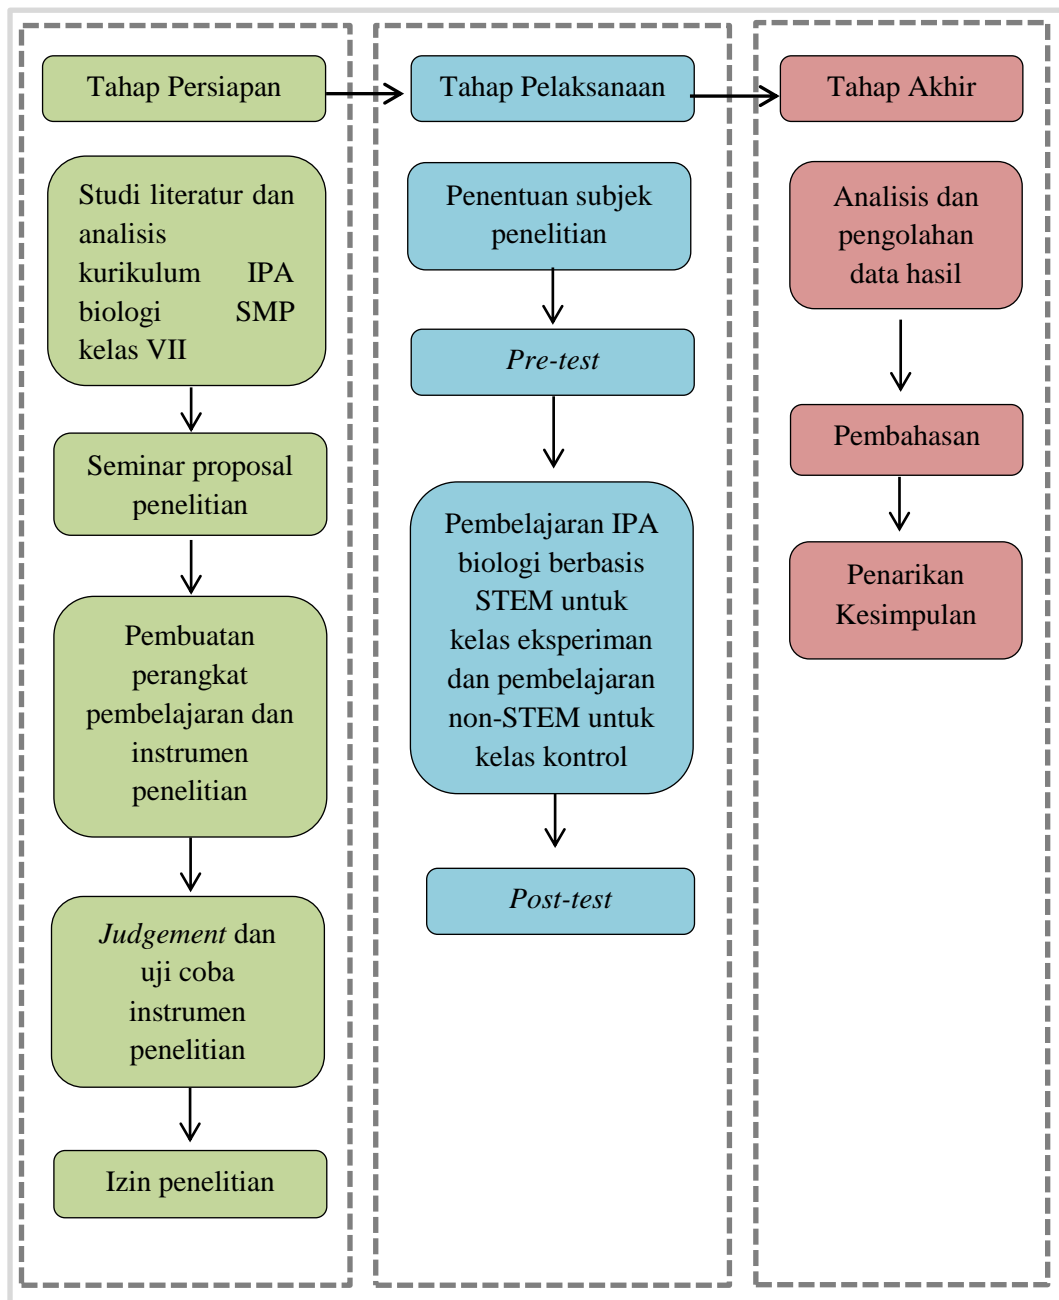 Tahap Persiapan
Studi literatur dan
analisis
kurikulum IPA
biologi SMP
kelas VII
Seminar proposal
penelitian
Pembuatan
perangkat
pembelajaran dan
instrumen
penelitian
Judgement dan
uji coba
instrumen
penelitian
Izin penelitian
Tahap Pelaksanaan
Penentuan subjek
penelitian
Pre-test
Pembelajaran IPA
biologi berbasis
STEM untuk
kelas eksperiman
dan pembelajaran
non-STEM untuk
kelas kontrol
Post-test
Tahap Akhir
Analisis dan
pengolahan
data hasil
Pembahasan
Penarikan
Kesimpulan